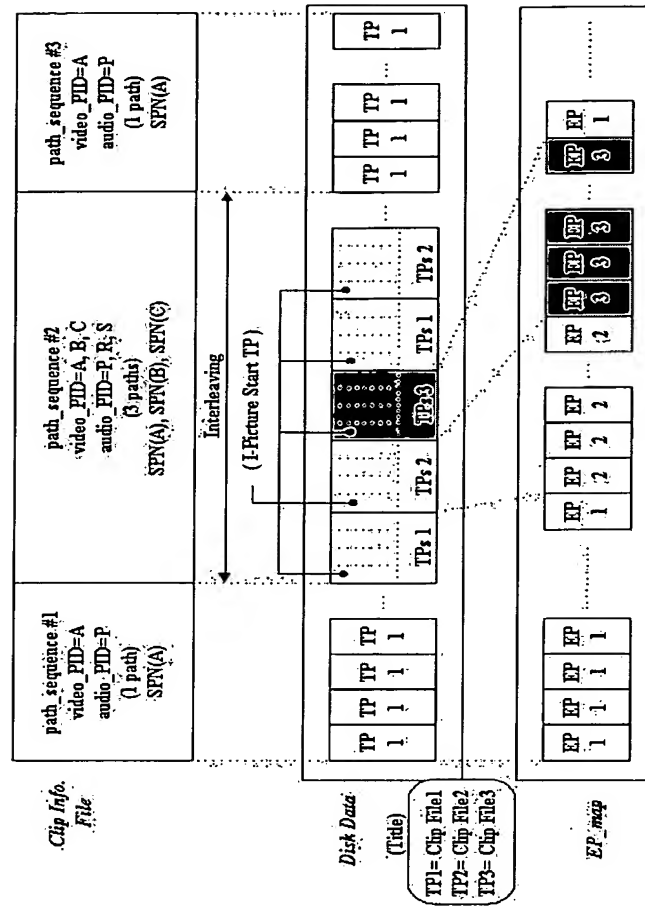 Clip Info.
File
path_sequence #1
video_PID=A
audio_PID=P
(1 path)
SPN(A)
path_sequence #2
video_PID=A, B, C
audio_PID=P, R, S
(3 paths)
SPN(A), SPN(B), SPN(C)
path_sequence #3
video_PID=A
audio_PID=P
(1 path)
SPN(A)
Interleaving
( I-Picture Start TP )
Disk Data
(Title)
TP1= Clip File1
TP2= Clip File2
TP3= Clip File3
TP
1
TP
1
TP
1
TP
1
TPs 1
TPs 2
TPs 3
TPs 1
TPs 2
TP
1
TP
1
TP
1
TP
1
EP_map
EP
1
EP
1
EP
1
EP
1
EP
1
EP
2
EP
2
EP
2
EP
2
EP
3
EP
3
EP
3
EP
3
EP
1